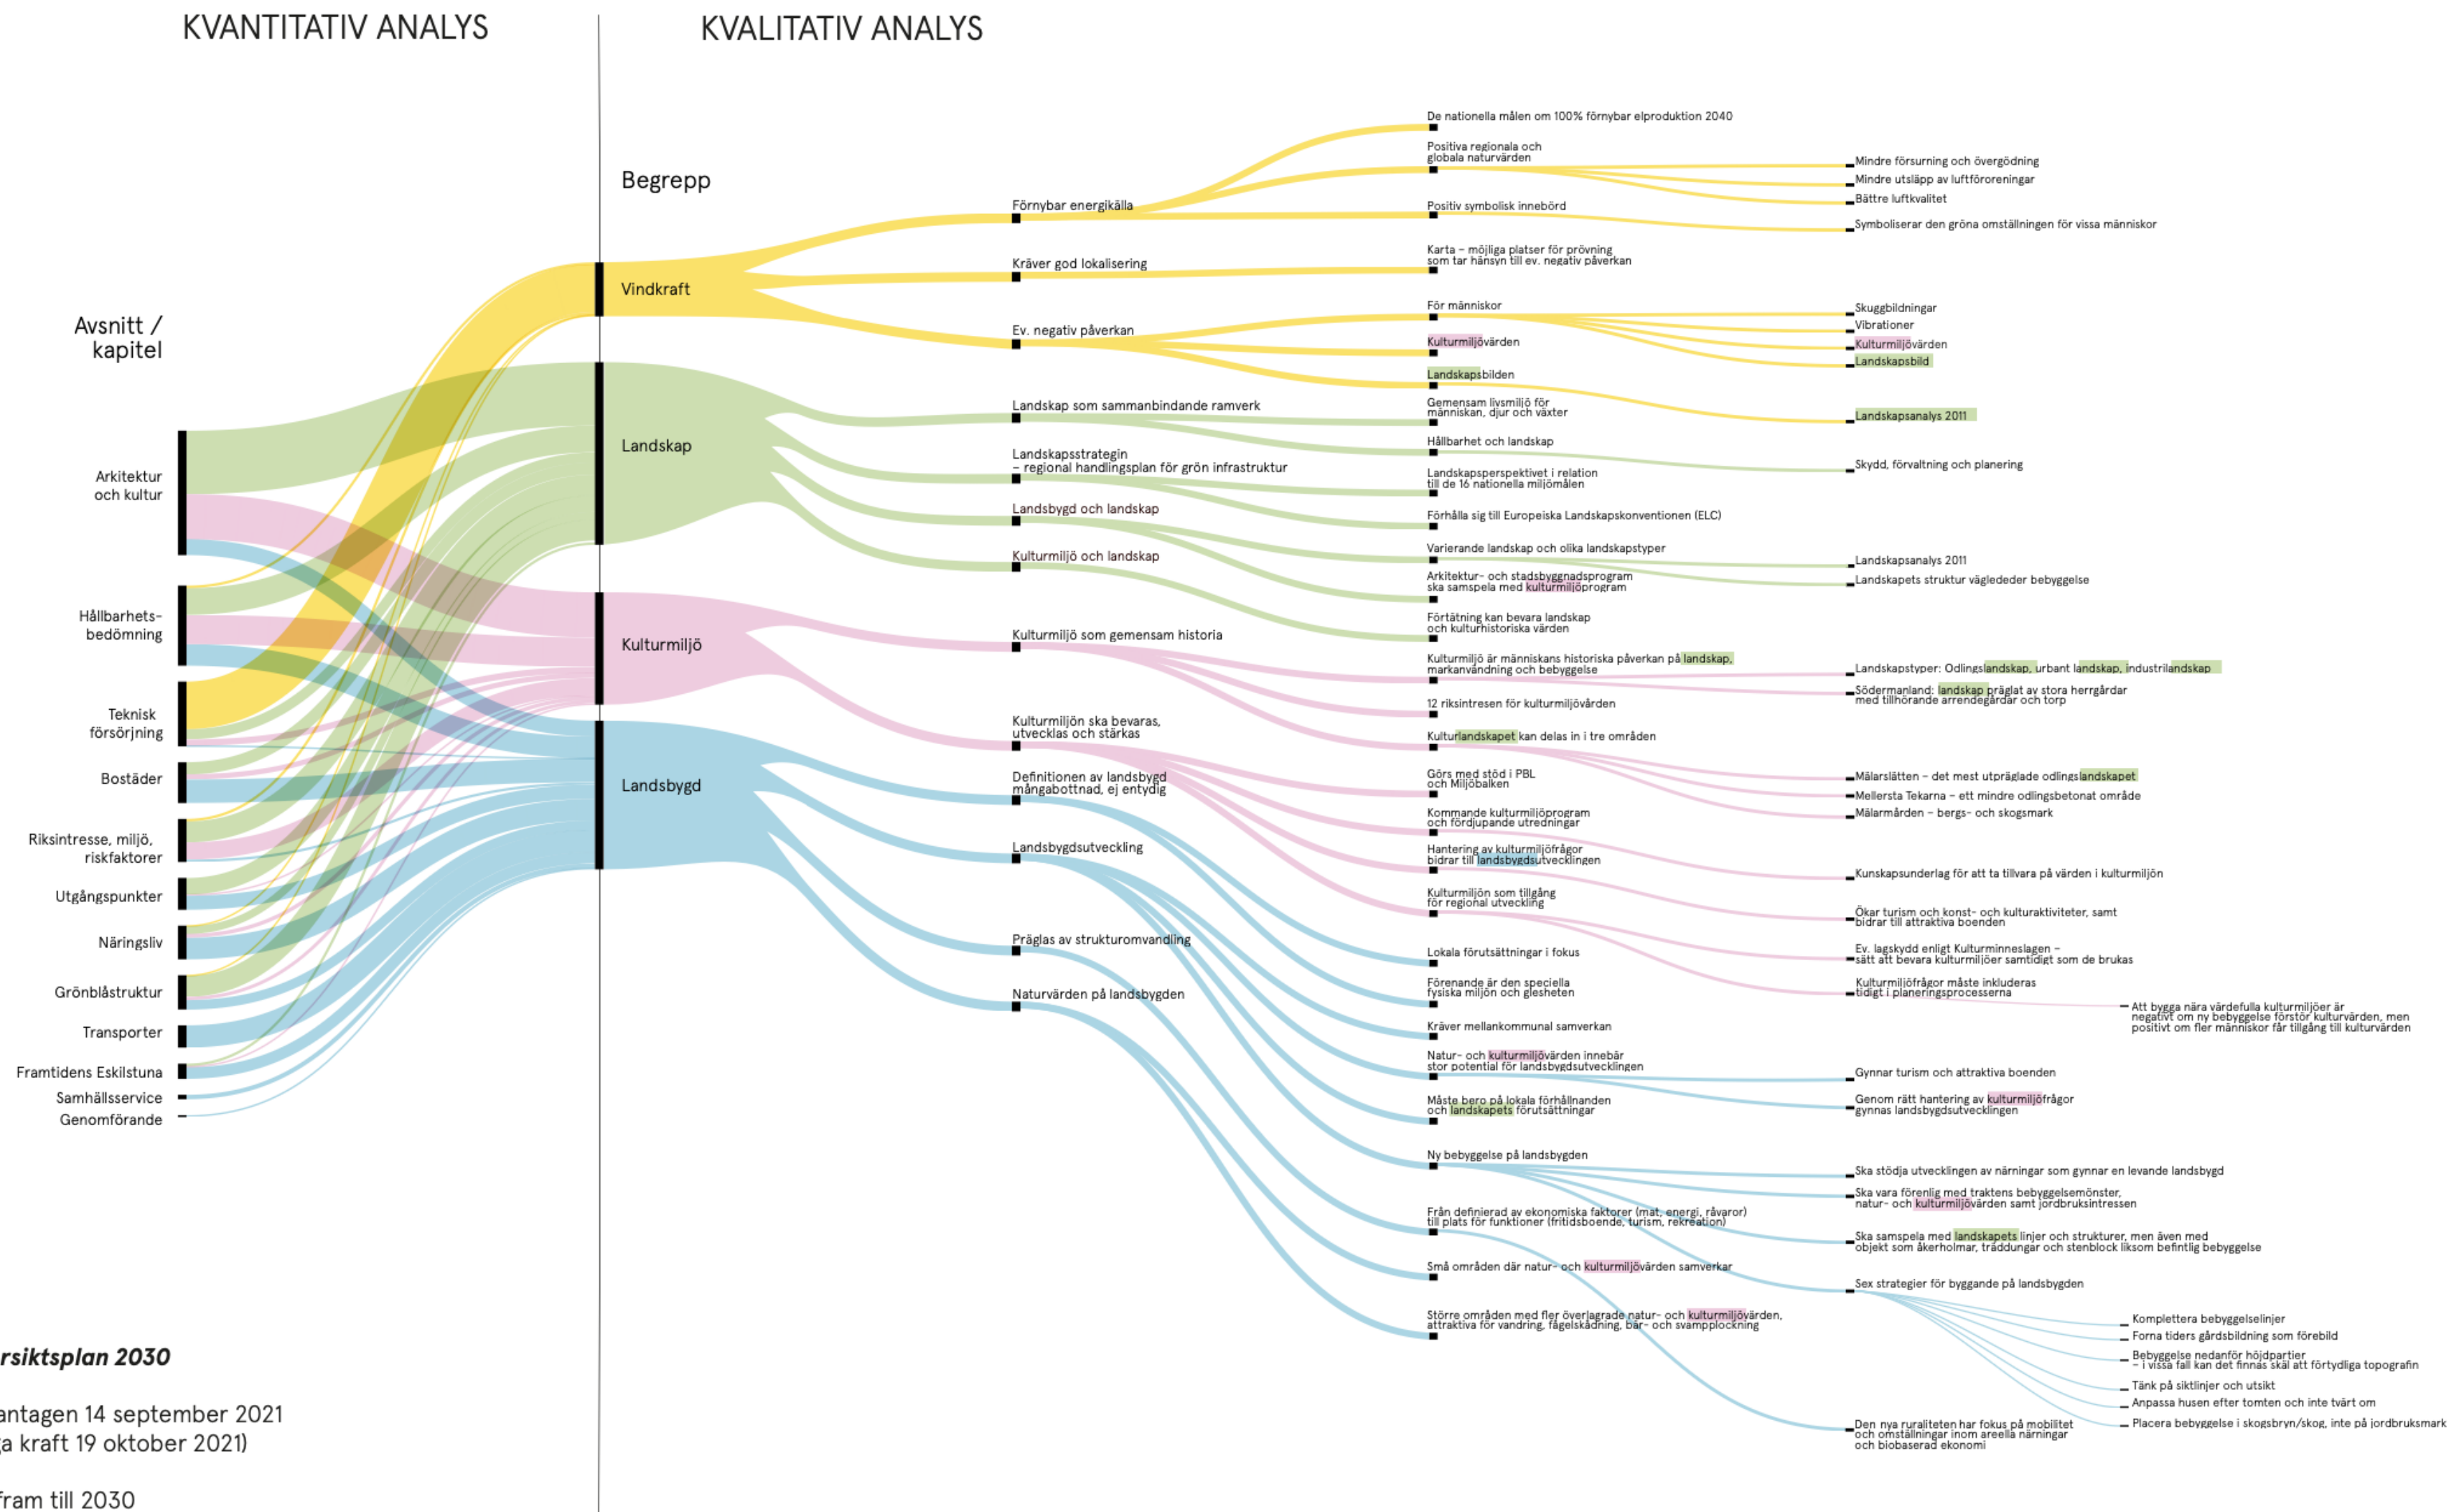 KVANTITATIV ANALYS
KVALITATIV ANALYS
Avsnitt /
kapitel
Arkitektur
och kultur
Hållbarhets-
bedömning
Teknisk
försörjning
Bostäder
Riksintresse, miljö,
riskfaktorer
Utgångspunkter
Näringsliv
Grönblåstruktur
Transporter
Framtidens Eskilstuna
Samhällsservice
Genomförande
rsiktsplan 2030
antagen 14 september 2021
a kraft 19 oktober 2021)
fram till 2030
Begrepp
Vindkraft
Landskap
Kulturmiljö
Landsbygd
Förnybar energikälla
Kräver god lokalisering
Ev. negativ påverkan
Landskap som sammanbindande ramverk
Landskapsstrategin
– regional handlingsplan för grön infrastruktur
Landsbygd och landskap
Kulturmiljö och landskap
Kulturmiljö som gemensam historia
Kulturmiljön ska bevaras,
utvecklas och stärkas
Definitionen av landsbygd
mångabottnad, ej entydig
Landsbygdsutveckling
Präglas av strukturomvandling
Naturvärden på landsbygden
De nationella målen om 100% förnybar elproduktion 2040
Positiva regionala och
globala naturvärden
Positiv symbolisk innebörd
Karta – möjliga platser för prövning
som tar hänsyn till ev. negativ påverkan
För människor
Kulturmiljövärden
Landskapsbilden
Gemensam livsmiljö för
människan, djur och växter
Hållbarhet och landskap
Landskapsperspektivet i relation
till de 16 nationella miljömålen
Förhålla sig till Europeiska Landskapskonventionen (ELC)
Varierande landskap och olika landskapstyper
Arkitektur- och stadsbyggnadsprogram
ska samspela med kulturmiljöprogram
Förtätning kan bevara landskap
och kulturhistoriska värden
Kulturmiljö är människans historiska påverkan på landskap,
markanvändning och bebyggelse
12 riksintresen för kulturmiljövården
Kulturlandskapet kan delas in i tre områden
Görs med stöd i PBL
och Miljöbalken
Kommande kulturmiljöprogram
och fördjupande utredningar
Hantering av kulturmiljöfrågor
bidrar till landsbygdsutvecklingen
Kulturmiljön som tillgång
för regional utveckling
Lokala förutsättningar i fokus
Förenande är den speciella
fysiska miljön och glesheten
Kräver mellankommunal samverkan
Natur- och kulturmiljövärden innebär
stor potential för landsbygdsutvecklingen
Måste bero på lokala förhållnanden
och landskapets förutsättningar
Ny bebyggelse på landsbygden
Från definierad av ekonomiska faktorer (mat, energi, råvaror)
till plats för funktioner (fritidsboende, turism, rekreation)
Små områden där natur- och kulturmiljövärden samverkar
Större områden med fler överlagrade natur- och kulturmiljövärden,
attraktiva för vandring, fågelskådning, bär- och svampplockning
Mindre försurning och övergödning
Mindre utsläpp av luftföroreningar
Bättre luftkvalitet
Symboliserar den gröna omställningen för vissa människor
Skuggbildningar
Vibrationer
Kulturmiljövärden
Landskapsbild
Landskapsanalys 2011
Skydd, förvaltning och planering
Landskapsanalys 2011
Landskapets struktur väglededer bebyggelse
Landskapstyper: Odlingslandskap, urbant landskap, industrilandskap
Södermanland: landskap präglat av stora herrgårdar
med tillhörande arrendegårdar och torp
Mälarslätten – det mest utpräglade odlingslandskapet
Mellersta Tekarna – ett mindre odlingsbetonat område
Mälarmården – bergs- och skogsmark
Kunskapsunderlag för att ta tillvara på värden i kulturmiljön
Ökar turism och konst- och kulturaktiviteter, samt
bidrar till attraktiva boenden
Ev. lagskydd enligt Kulturminneslagen –
sätt att bevara kulturmiljöer samtidigt som de brukas
Kulturmiljöfrågor måste inkluderas
tidigt i planeringsprocesserna
Att bygga nära värdefulla kulturmiljöer är
negativt om ny bebyggelse förstör kulturvärden, men
positivt om fler människor får tillgång till kulturvärden
Gynnar turism och attraktiva boenden
Genom rätt hantering av kulturmiljöfrågor
gynnas landsbygdsutvecklingen
Ska stödja utvecklingen av närningar som gynnar en levande landsbygd
Ska vara förenlig med traktens bebyggelsemönster,
natur- och kulturmiljövärden samt jordbruksintressen
Ska samspela med landskapets linjer och strukturer, men även med
objekt som åkerholmar, träddungar och stenblock liksom befintlig bebyggelse
Sex strategier för byggande på landsbygden
Komplettera bebyggelselinjer
Forna tiders gårdsbildning som förebild
Bebyggelse nedanför höjdpartier
– i vissa fall kan det finnas skäl att förtydliga topografin
Tänk på siktlinjer och utsikt
Anpassa husen efter tomten och inte tvärt om
Placera bebyggelse i skogsbryn/skog, inte på jordbruksmark
Den nya ruraliteten har fokus på mobilitet
och omställningar inom areella närningar
och biobaserad ekonomi